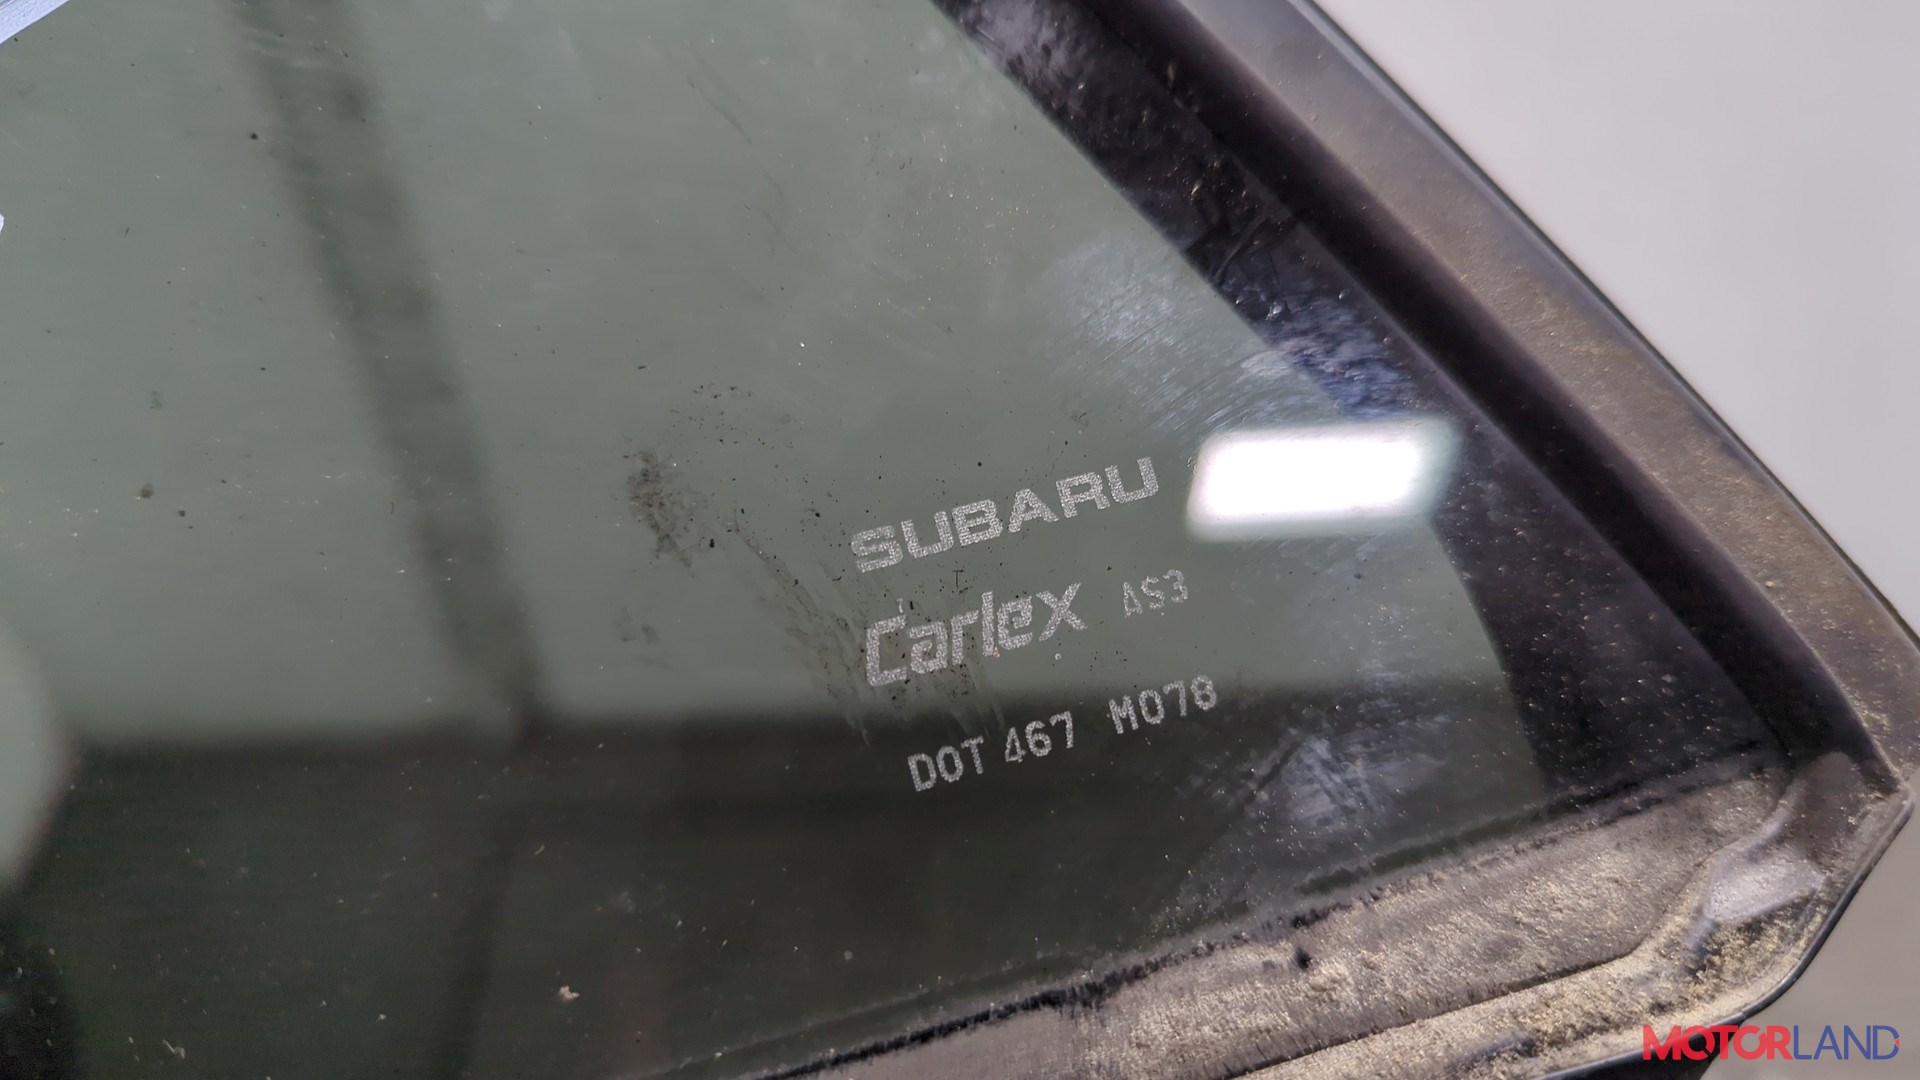 SUBARU
Carlex AS3
DOT 467 M078
MOTORLAND